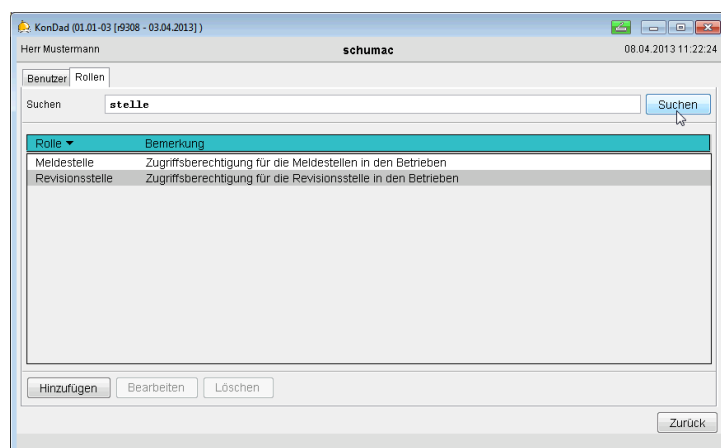 KonDad (01.01-03 [r9308 - 03.04.2013] )
Herr Mustermann schumac 08.04.2013 11:22:24
Benutzer Rollen
Suchen stelle Suchen
Rolle Bemerkung
Meldestelle Zugriffsberechtigung für die Meldestellen in den Betrieben
Revisionsstelle Zugriffsberechtigung für die Revisionsstelle in den Betrieben
Hinzufügen Bearbeiten Löschen
Zurück